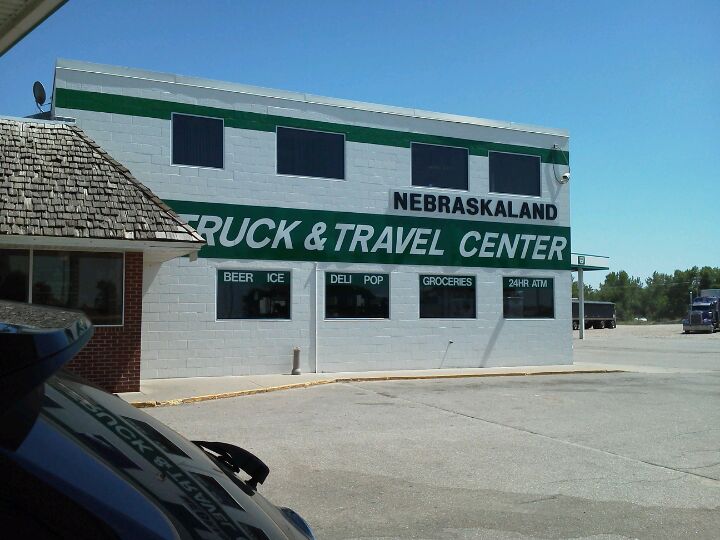 NEBRASKALAND
TRUCK & TRAVEL CENTER
BEER ICE
DELI POP
GROCERIES
24HR ATM